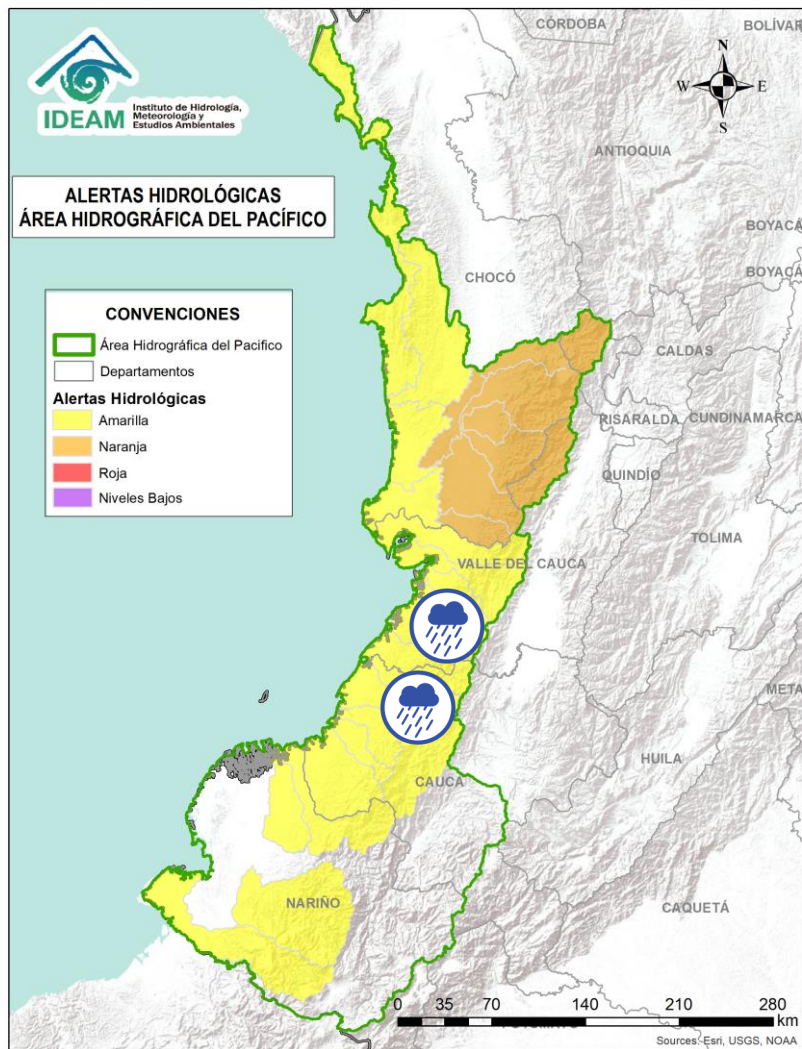 IDEAM
Instituto de Hidrología,
Meteorología y
Estudios Ambientales
ALERTAS HIDROLÓGICAS
ÁREA HIDROGRÁFICA DEL PACÍFICO
CONVENCIONES
Área Hidrográfica del Pacifico
Departamentos
Alertas Hidrológicas
Amarilla
Naranja
Roja
Niveles Bajos
N
W E
S
CÓRDOBA
BOLÍVAR
ANTIOQUIA
BOYACÁ
CHOCÓ
BOYACÁ
CALDAS
RISARALDA
CUNDINAMARCA
QUINDÍO
TOLIMA
VALLE DEL CAUCA
META
HUILA
CAUCA
NARIÑO
CAQUETÁ
0 35 70 140 210 280
km
Sources: Esri, USGS, NOAA